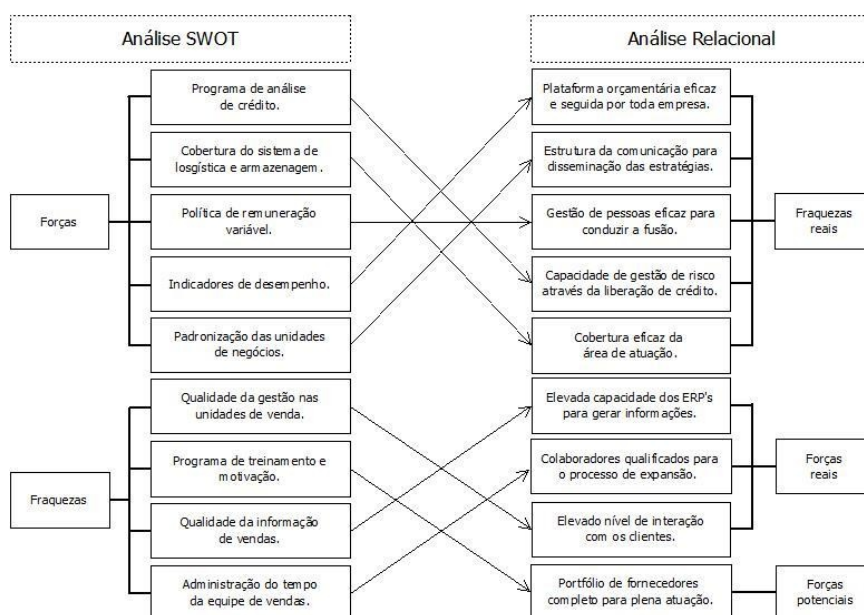 Análise SWOT
Análise Relacional
Programa de análise
de crédito.
Cobertura do sistema de
losgística e armazenagem.
Política de remuneração
variável.
Indicadores de desempenho.
Padronização das unidades
de negócios.
Forças
Qualidade da gestão nas
unidades de venda.
Programa de treinamento e
motivação.
Qualidade da informação
de vendas.
Administração do tempo
da equipe de vendas.
Fraquezas
Plataforma orçamentária eficaz
e seguida por toda empresa.
Estrutura da comunicação para
disseminação das estratégias.
Gestão de pessoas eficaz para
conduzir a fusão.
Capacidade de gestão de risco
através da liberação de crédito.
Cobertura eficaz da
área de atuação.
Fraquezas
reais
Elevada capacidade dos ERP's
para gerar informações.
Colaboradores qualificados para
o processo de expansão.
Elevado nível de interação
com os clientes.
Forças
reais
Portfólio de fornecedores
completo para plena atuação.
Forças
potenciais